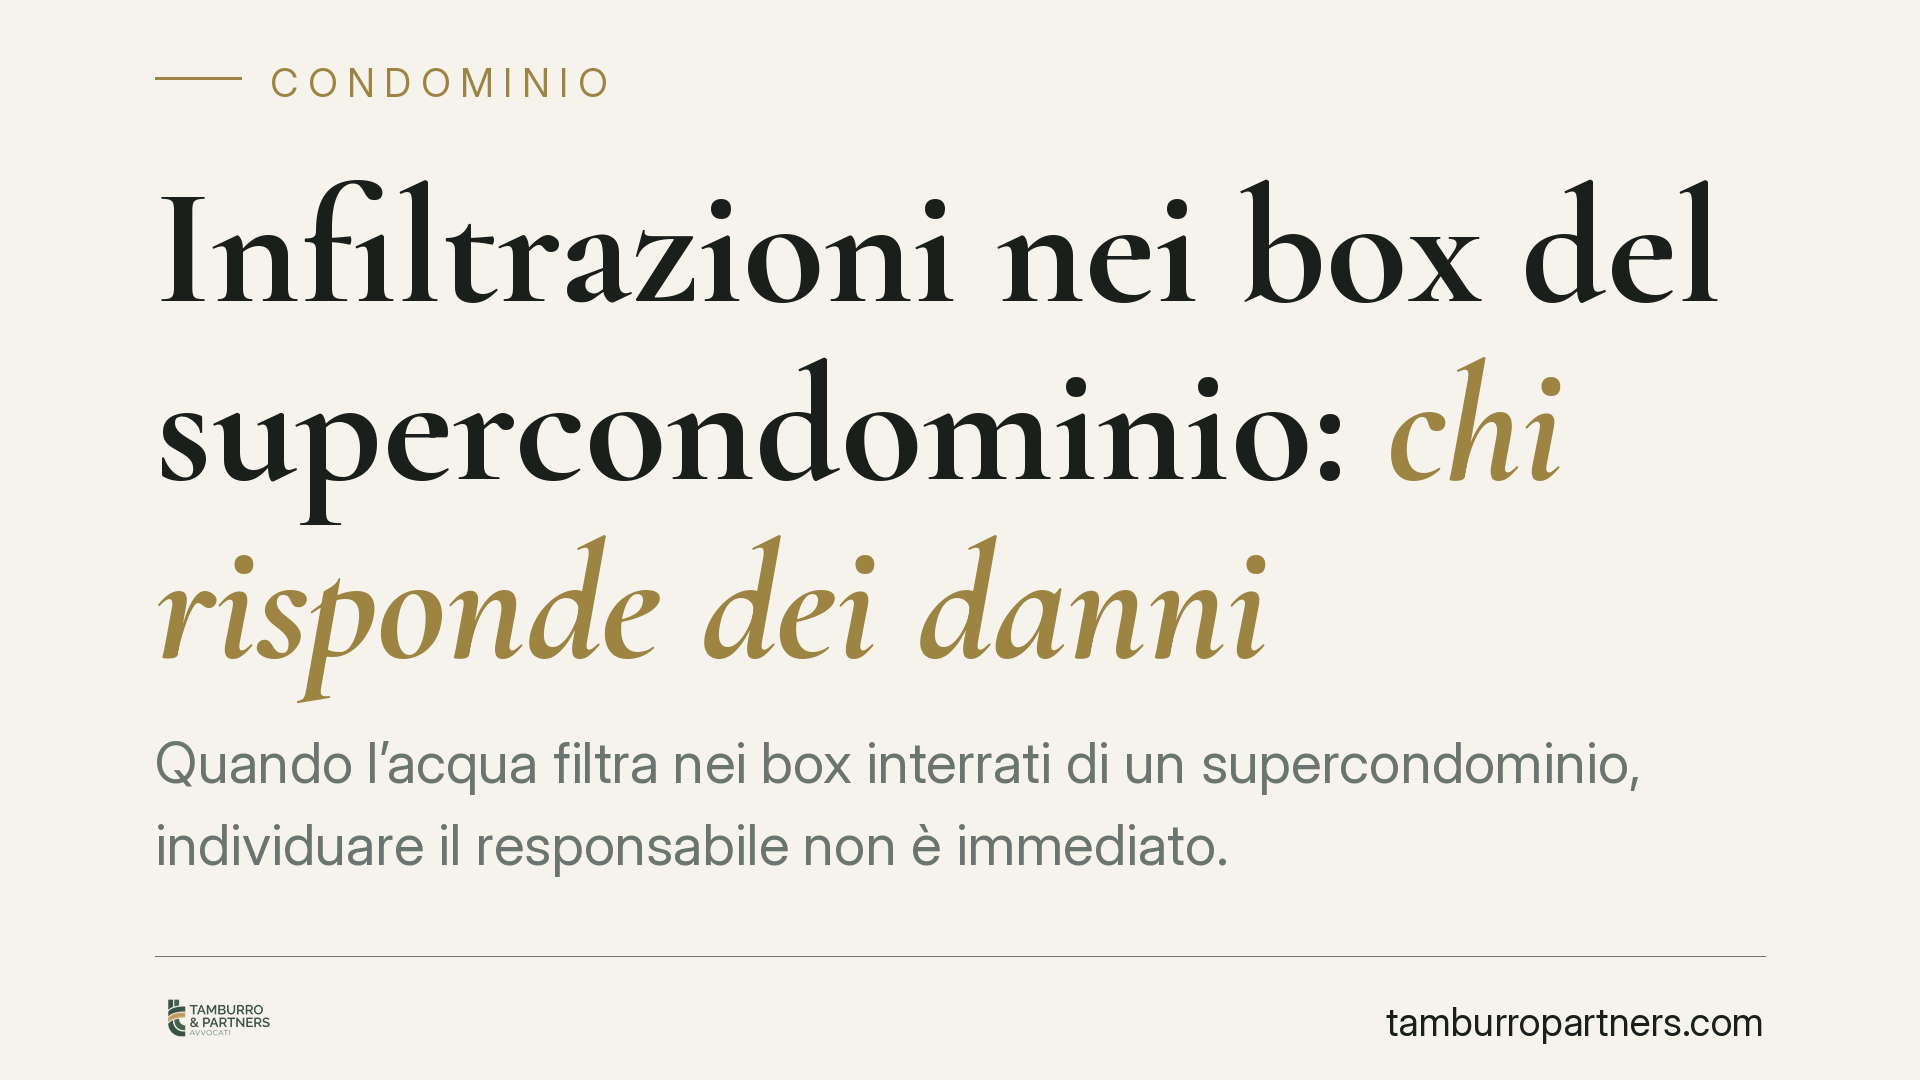 CONDOMINIO
Infiltrazioni nei box del
supercondominio: chi
risponde dei danni
Quando l’acqua filtra nei box interrati di un supercondominio,
individuare il responsabile non è immediato.
TAMBURRO
& PARTNERS
AVVOCATI
tamburropartners.com